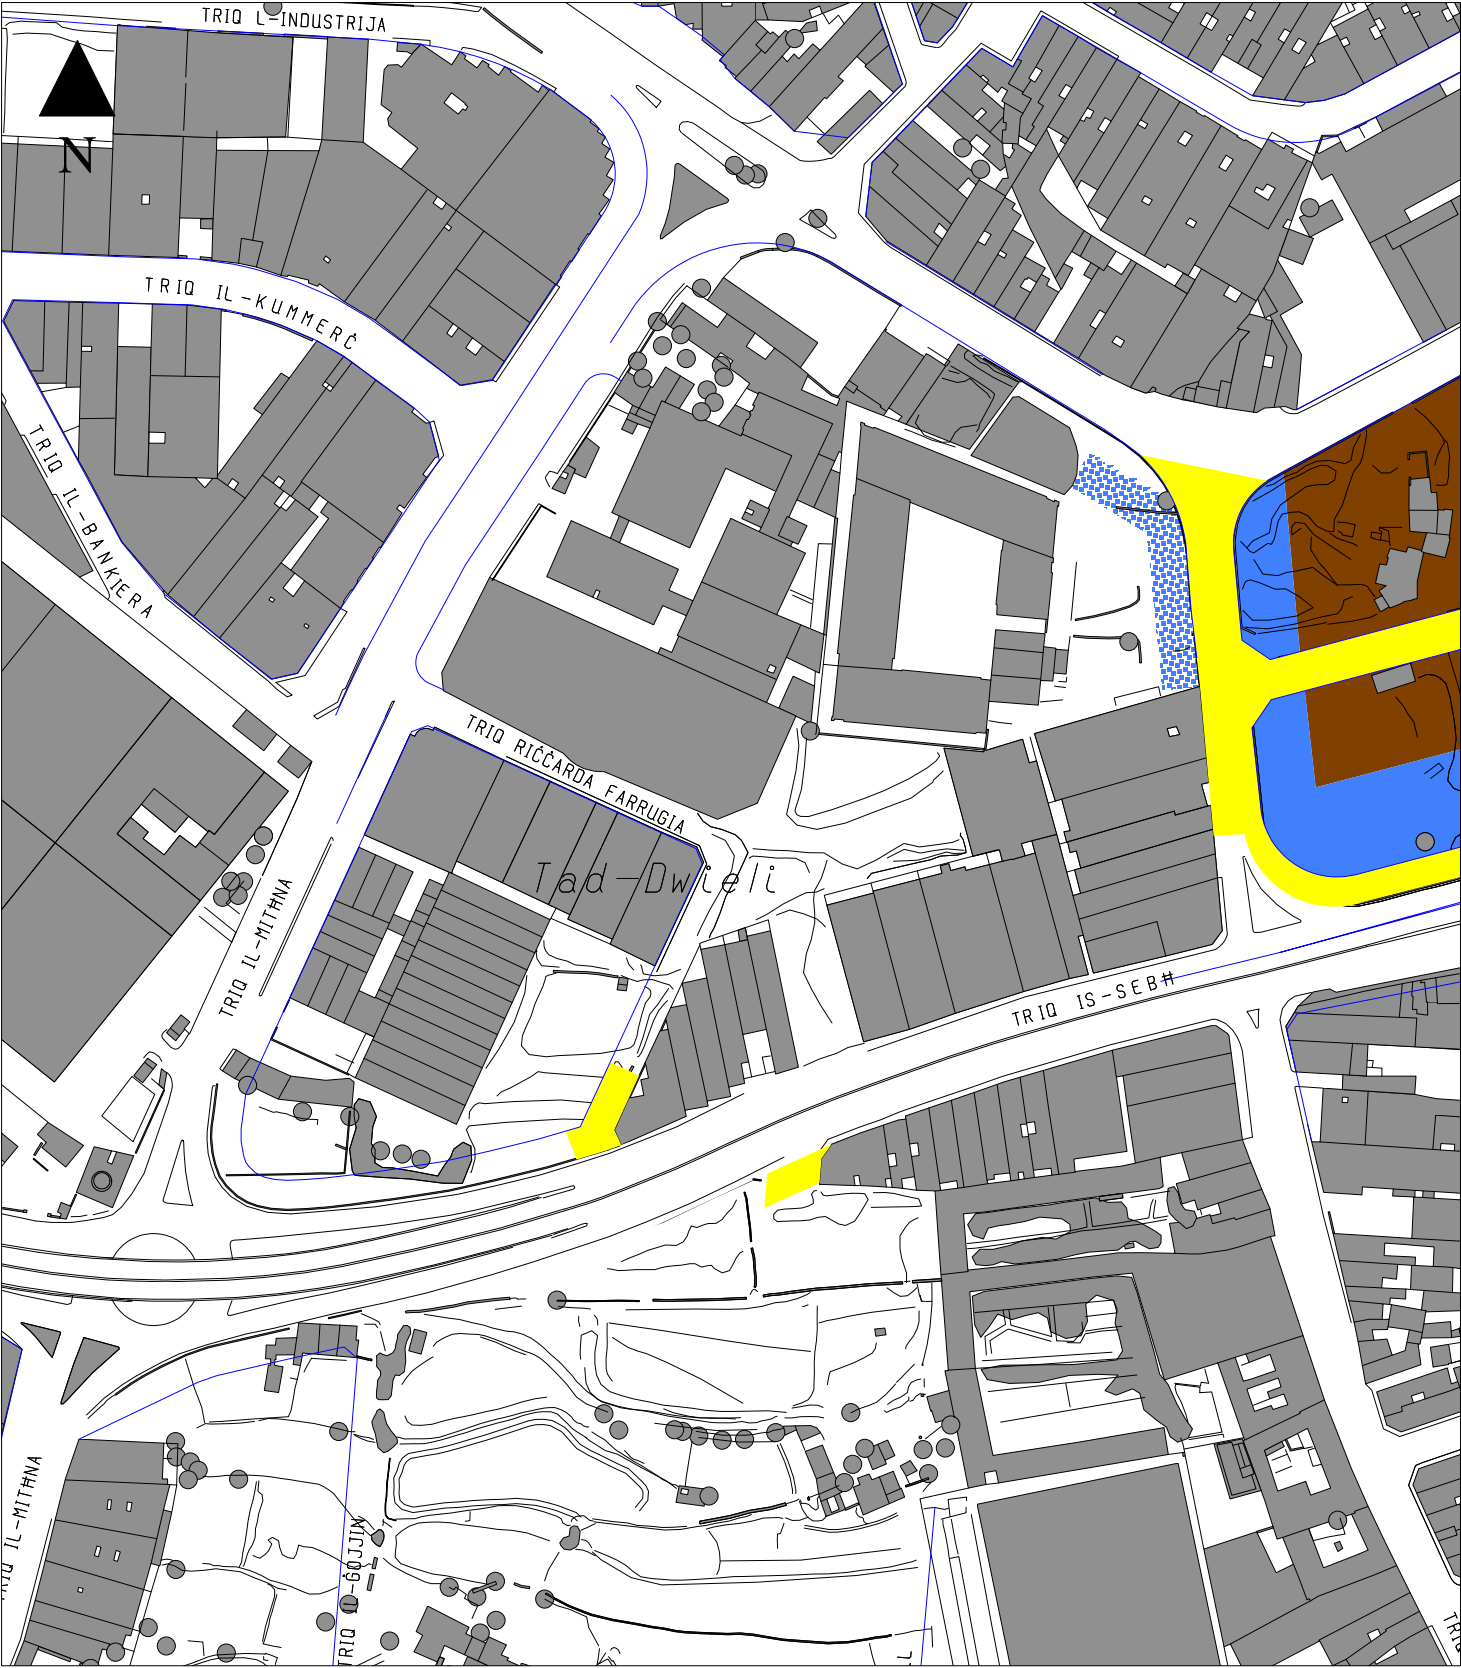 TRIQ L-INDUSTRIJA
N
TRIQ IL-KUMMERĊ
TRIQ IL-BANKIERA
TRIQ RIĊĊARDA FARRUGIA
Tad-Dwieli
TRIQ IL-MITĦNA
TRIQ IS-SEBĦ
TRIQ IL-MITĦNA
TRIQ IL-ĠOJJIN